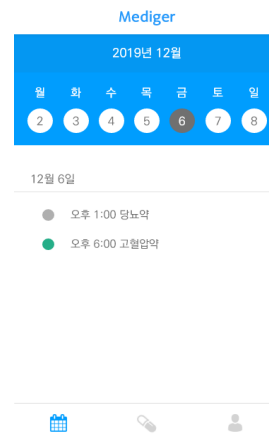 Mediger
2019년 12월
월 화 수 목 금 토 일
2 3 4 5 6 7 8
12월 6일
오후 1:00 당뇨약
오후 6:00 고혈압약